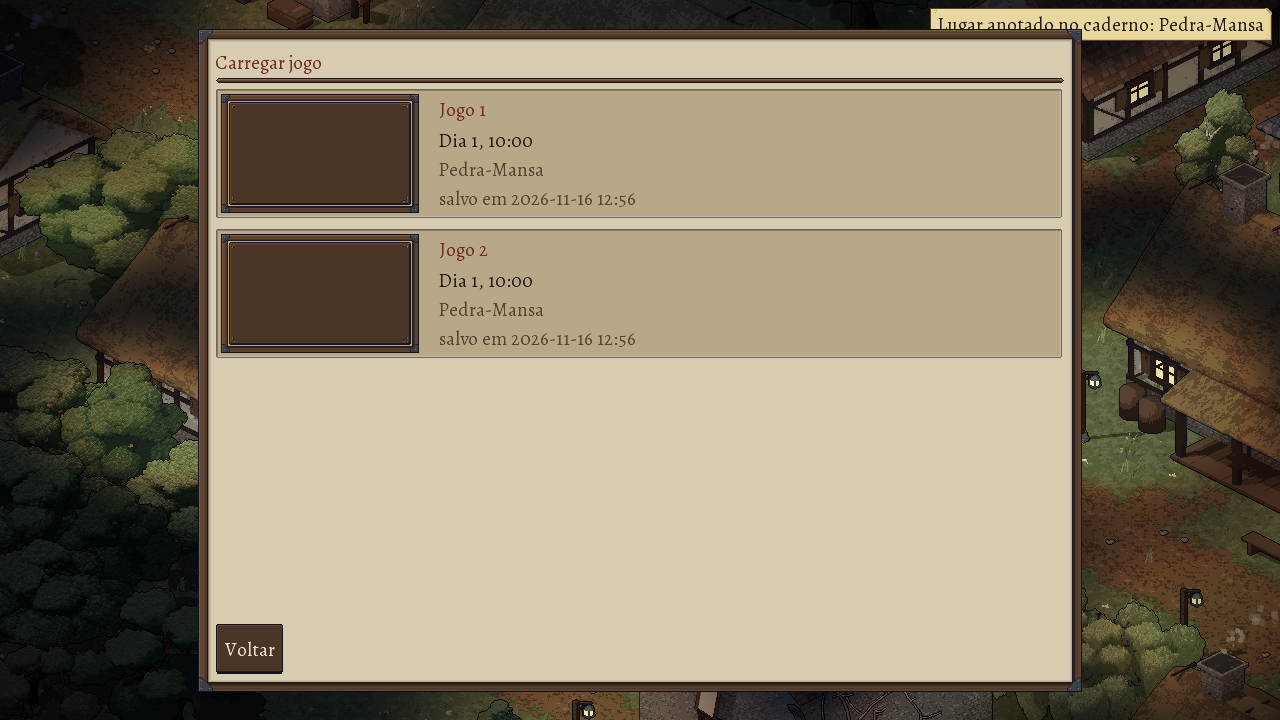 Lugar anotado no caderno: Pedra-Mansa
Carregar jogo
Jogo 1
Dia 1, 10:00
Pedra-Mansa
salvo em 2026-11-16 12:56
Jogo 2
Dia 1, 10:00
Pedra-Mansa
salvo em 2026-11-16 12:56
Voltar